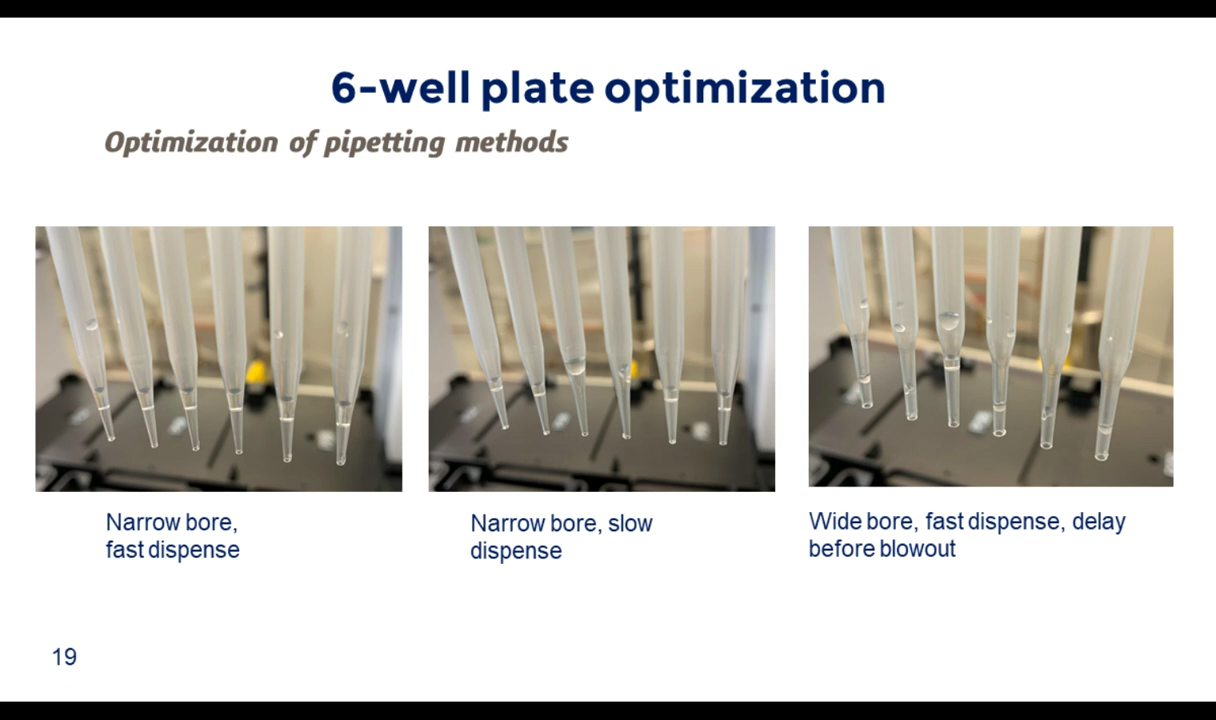 6-well plate optimization
Optimization of pipetting methods
Narrow bore,
fast dispense
Narrow bore, slow
dispense
Wide bore, fast dispense, delay
before blowout
19